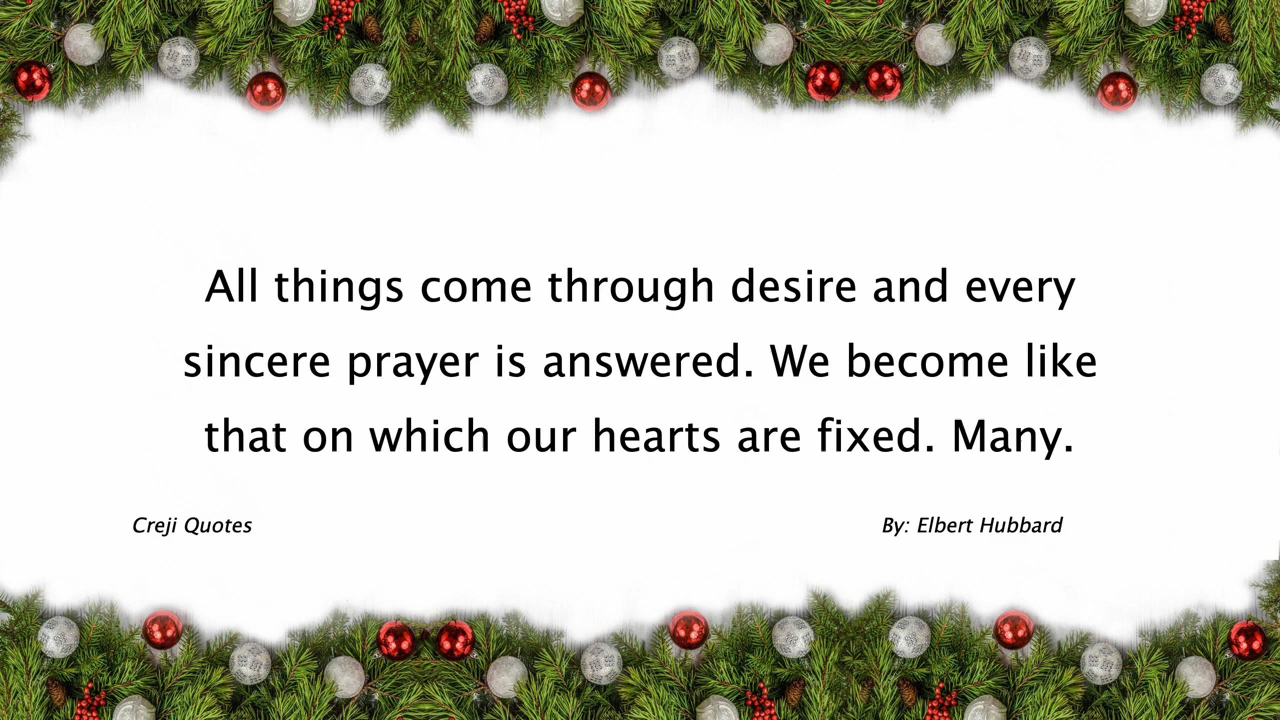 All things come through desire and every
sincere prayer is answered. We become like
that on which our hearts are fixed. Many.
Creji Quotes
By: Elbert Hubbard